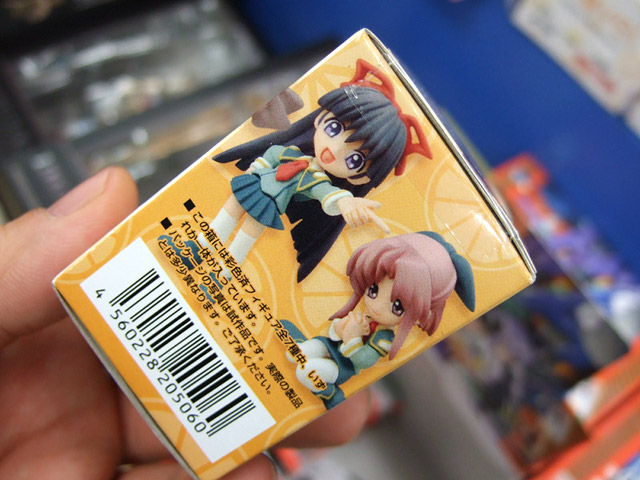 ■この箱には彩色済フィギュア全7種中、いず
れか一体が入っています。
■パッケージの写真は試作品です。実際の製品
とは多少異なります。ご了承ください。
4 560228 205060